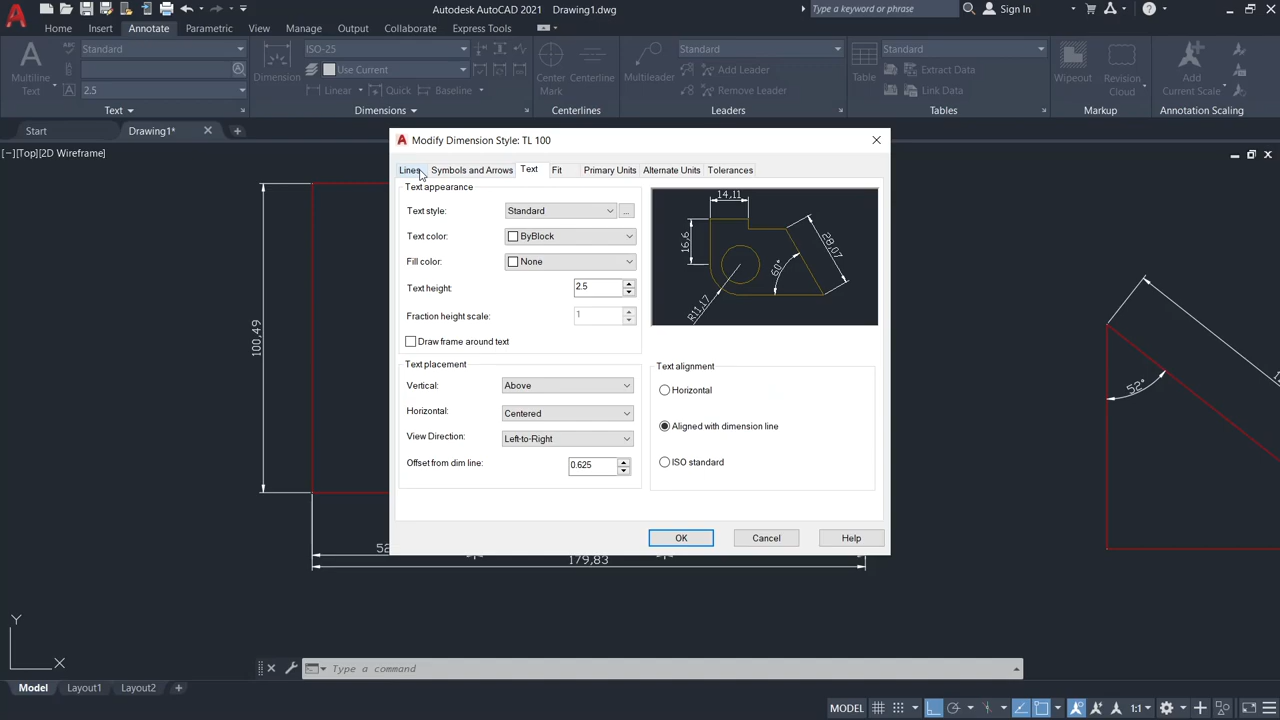 Autodesk AutoCAD 2021 Drawing1.dwg
Type a keyword or phrase
Sign In
Home Insert Annotate Parametric View Manage Output Collaborate Express Tools
Standard
ISO-25
Standard
Standard
Multiline
Text
Use Current
2.5
Dimension
Linear Quick Baseline
Center
Mark
Centerline
Multileader
Add Leader
Remove Leader
Table
Extract Data
Link Data
Wipeout
Revision
Cloud
Add
Current Scale
Text
Dimensions
Centerlines
Leaders
Tables
Markup
Annotation Scaling
Start
Drawing1*
[−][Top][2D Wireframe]
Modify Dimension Style: TL 100
Lines Symbols and Arrows Text Fit Primary Units Alternate Units Tolerances
Text appearance
Text style: Standard ...
Text color: ByBlock
Fill color: None
Text height: 2.5
Fraction height scale: 1
Draw frame around text
14,11
16,6
28,07
60°
R11,17
Text placement
Vertical: Above
Horizontal: Centered
View Direction: Left-to-Right
Offset from dim line: 0.625
Text alignment
Horizontal
Aligned with dimension line
ISO standard
OK Cancel Help
100,49
52°
179,83
Y
X
Type a command
Model Layout1 Layout2 +
MODEL
1:1